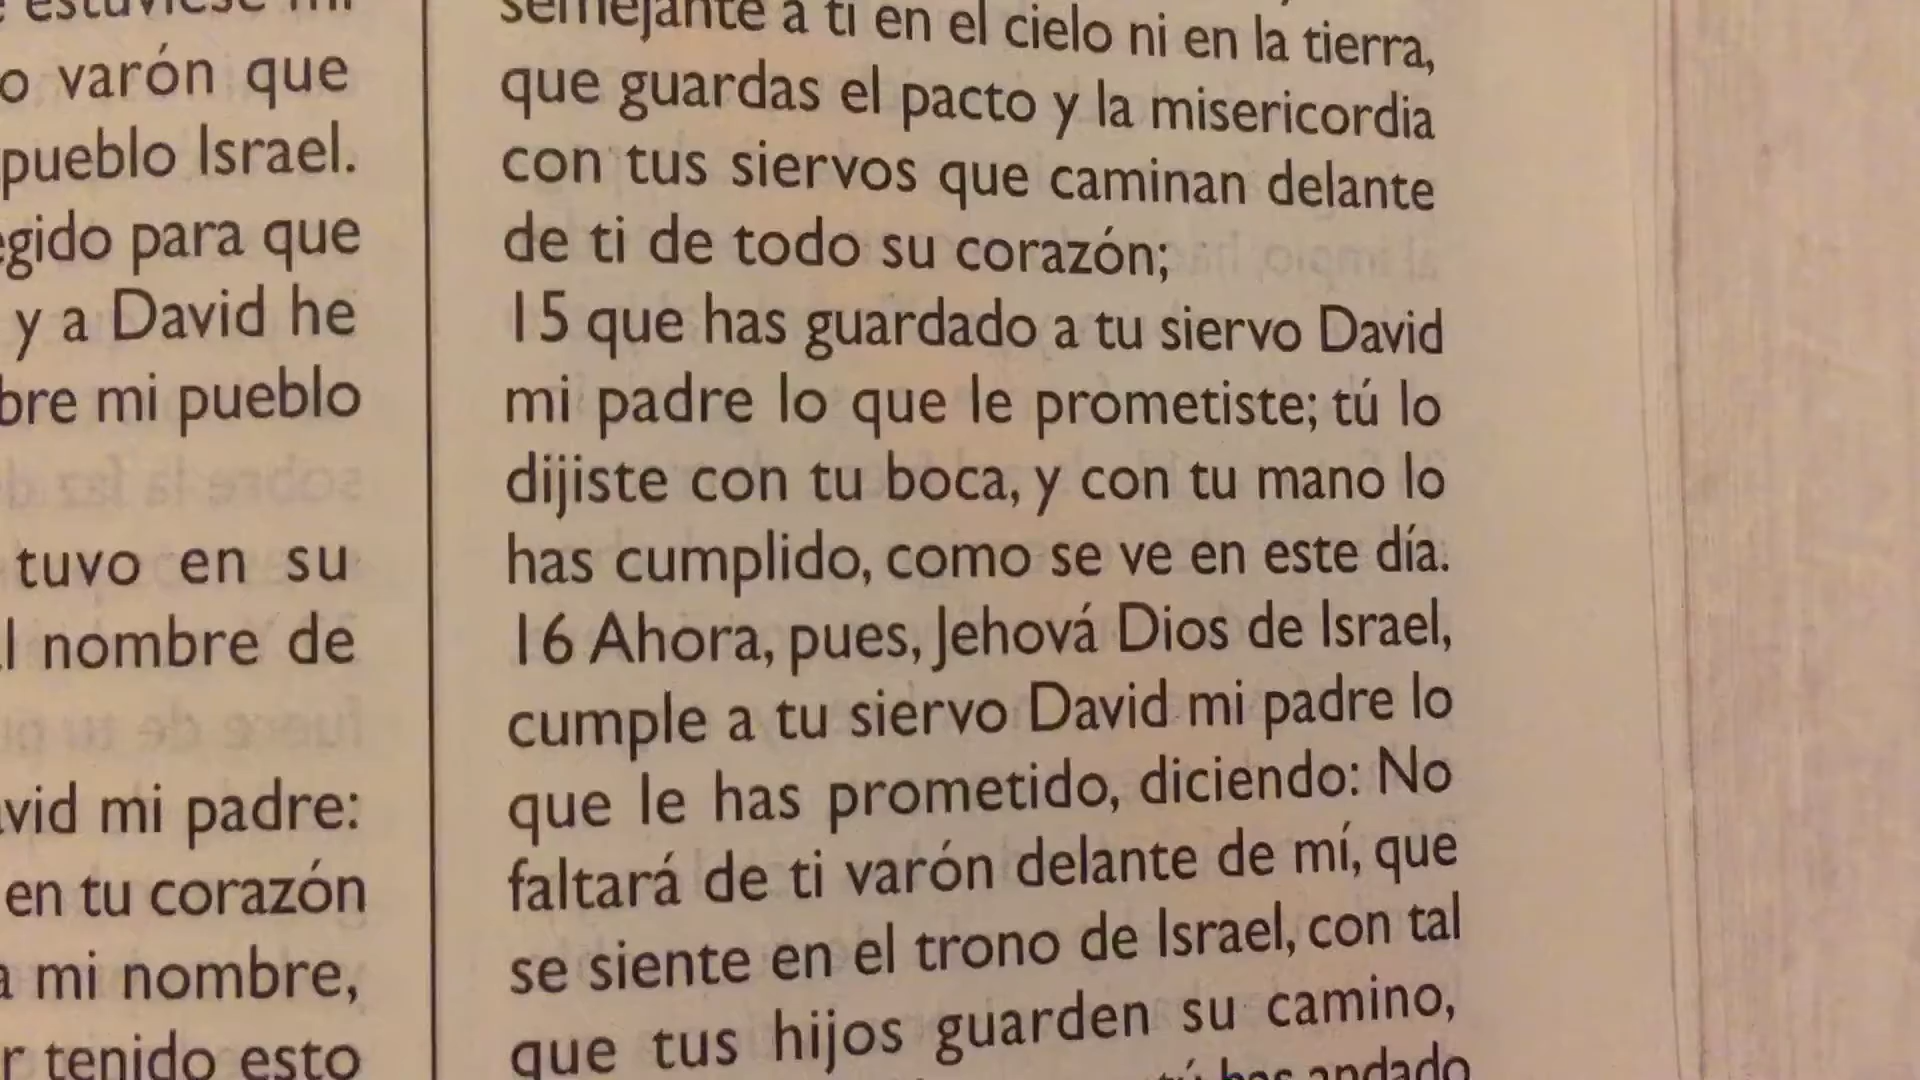 o varón que
pueblo Israel.
gido para que
y a David he
bre mi pueblo
tuvo en su
l nombre de
vid mi padre:
en tu corazón
a mi nombre,
r tenido esto
semejante a ti en el cielo ni en la tierra,
que guardas el pacto y la misericordia
con tus siervos que caminan delante
de ti de todo su corazón;
15 que has guardado a tu siervo David
mi padre lo que le prometiste; tú lo
dijiste con tu boca, y con tu mano lo
has cumplido, como se ve en este día.
16 Ahora, pues, Jehová Dios de Israel,
cumple a tu siervo David mi padre lo
que le has prometido, diciendo: No
faltará de ti varón delante de mí, que
se siente en el trono de Israel, con tal
que tus hijos guarden su camino,
tú has andado